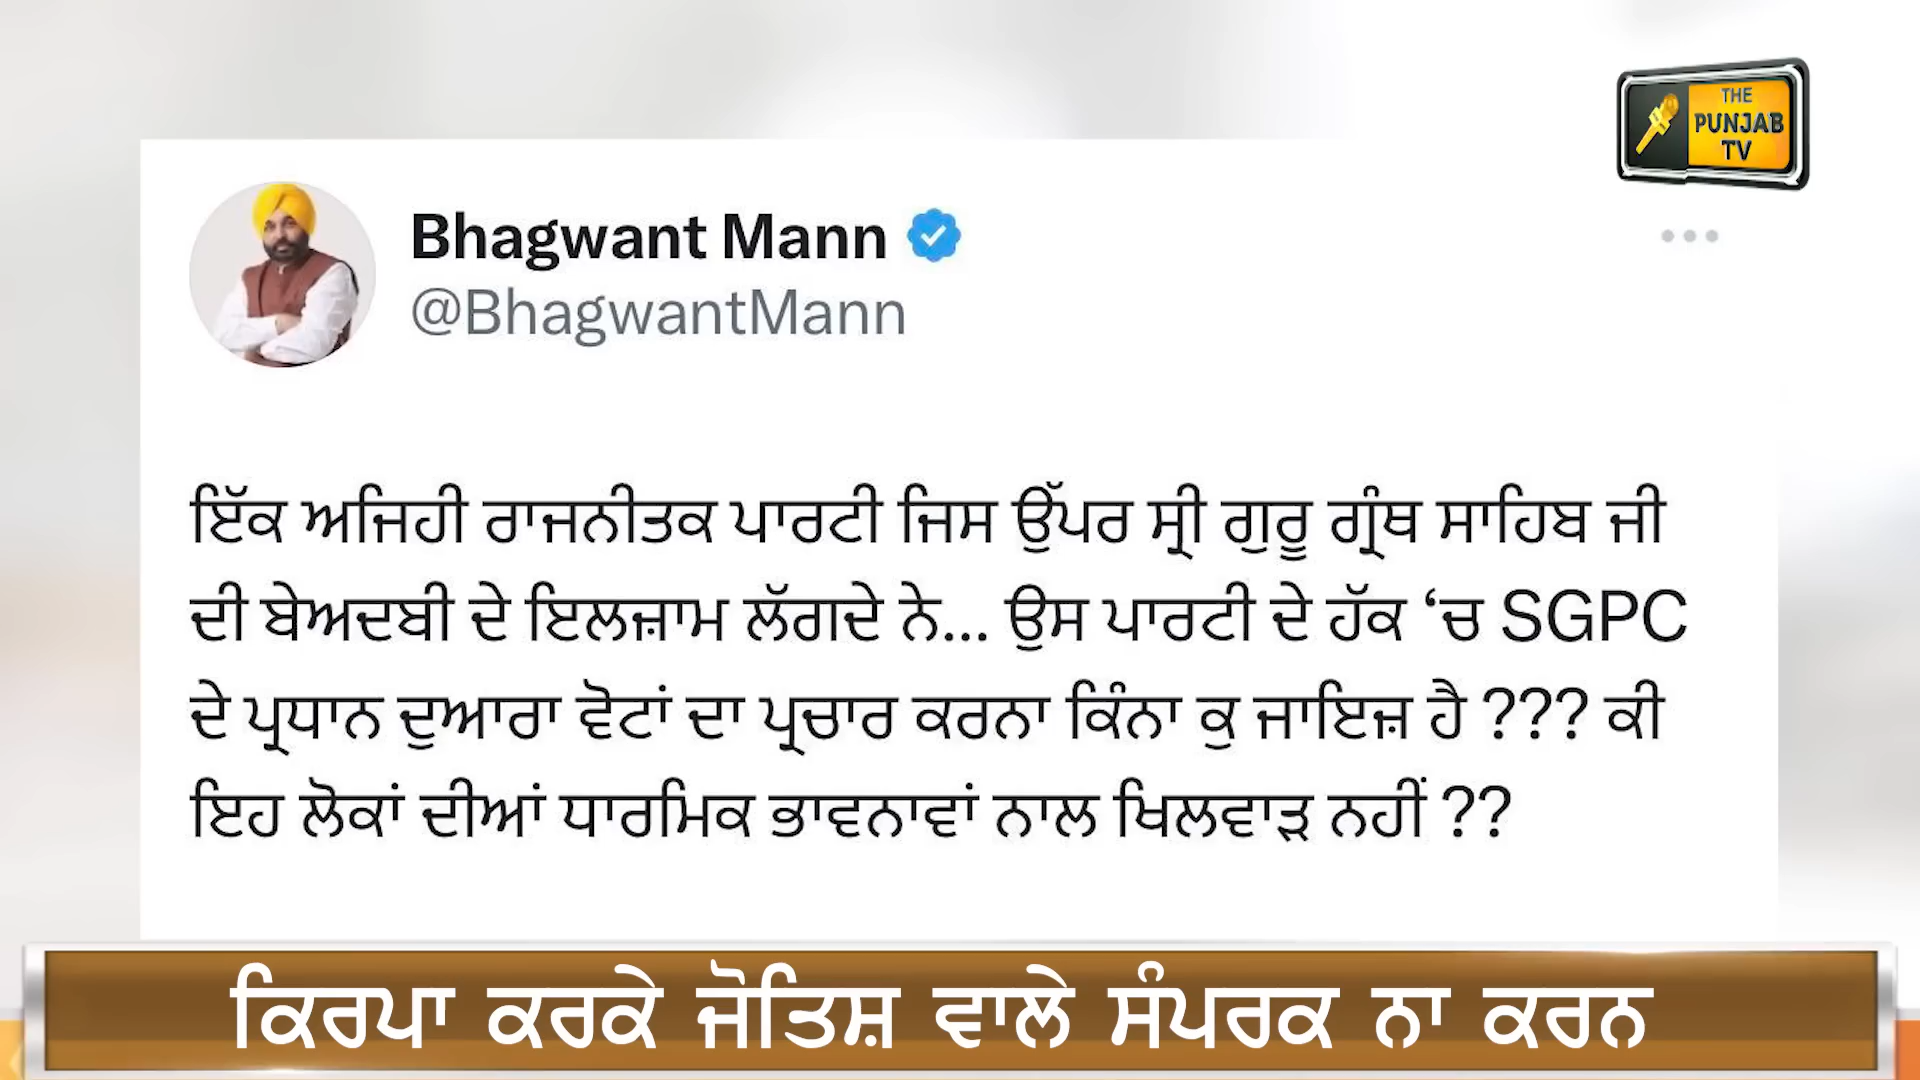 THE
PUNJAB
TV
Bhagwant Mann
@BhagwantMann
ਇੱਕ ਅਜਿਹੀ ਰਾਜਨੀਤਕ ਪਾਰਟੀ ਜਿਸ ਉੱਪਰ ਸ੍ਰੀ ਗੁਰੂ ਗ੍ਰੰਥ ਸਾਹਿਬ ਜੀ
ਦੀ ਬੇਅਦਬੀ ਦੇ ਇਲਜ਼ਾਮ ਲੱਗਦੇ ਨੇ... ਉਸ ਪਾਰਟੀ ਦੇ ਹੱਕ ‘ਚ SGPC
ਦੇ ਪ੍ਰਧਾਨ ਦੁਆਰਾ ਵੋਟਾਂ ਦਾ ਪ੍ਰਚਾਰ ਕਰਨਾ ਕਿੰਨਾ ਕੁ ਜਾਇਜ਼ ਹੈ ??? ਕੀ
ਇਹ ਲੋਕਾਂ ਦੀਆਂ ਧਾਰਮਿਕ ਭਾਵਨਾਵਾਂ ਨਾਲ ਖਿਲਵਾੜ ਨਹੀਂ ??
ਕਿਰਪਾ ਕਰਕੇ ਜੋਤਿਸ਼ ਵਾਲੇ ਸੰਪਰਕ ਨਾ ਕਰਨ